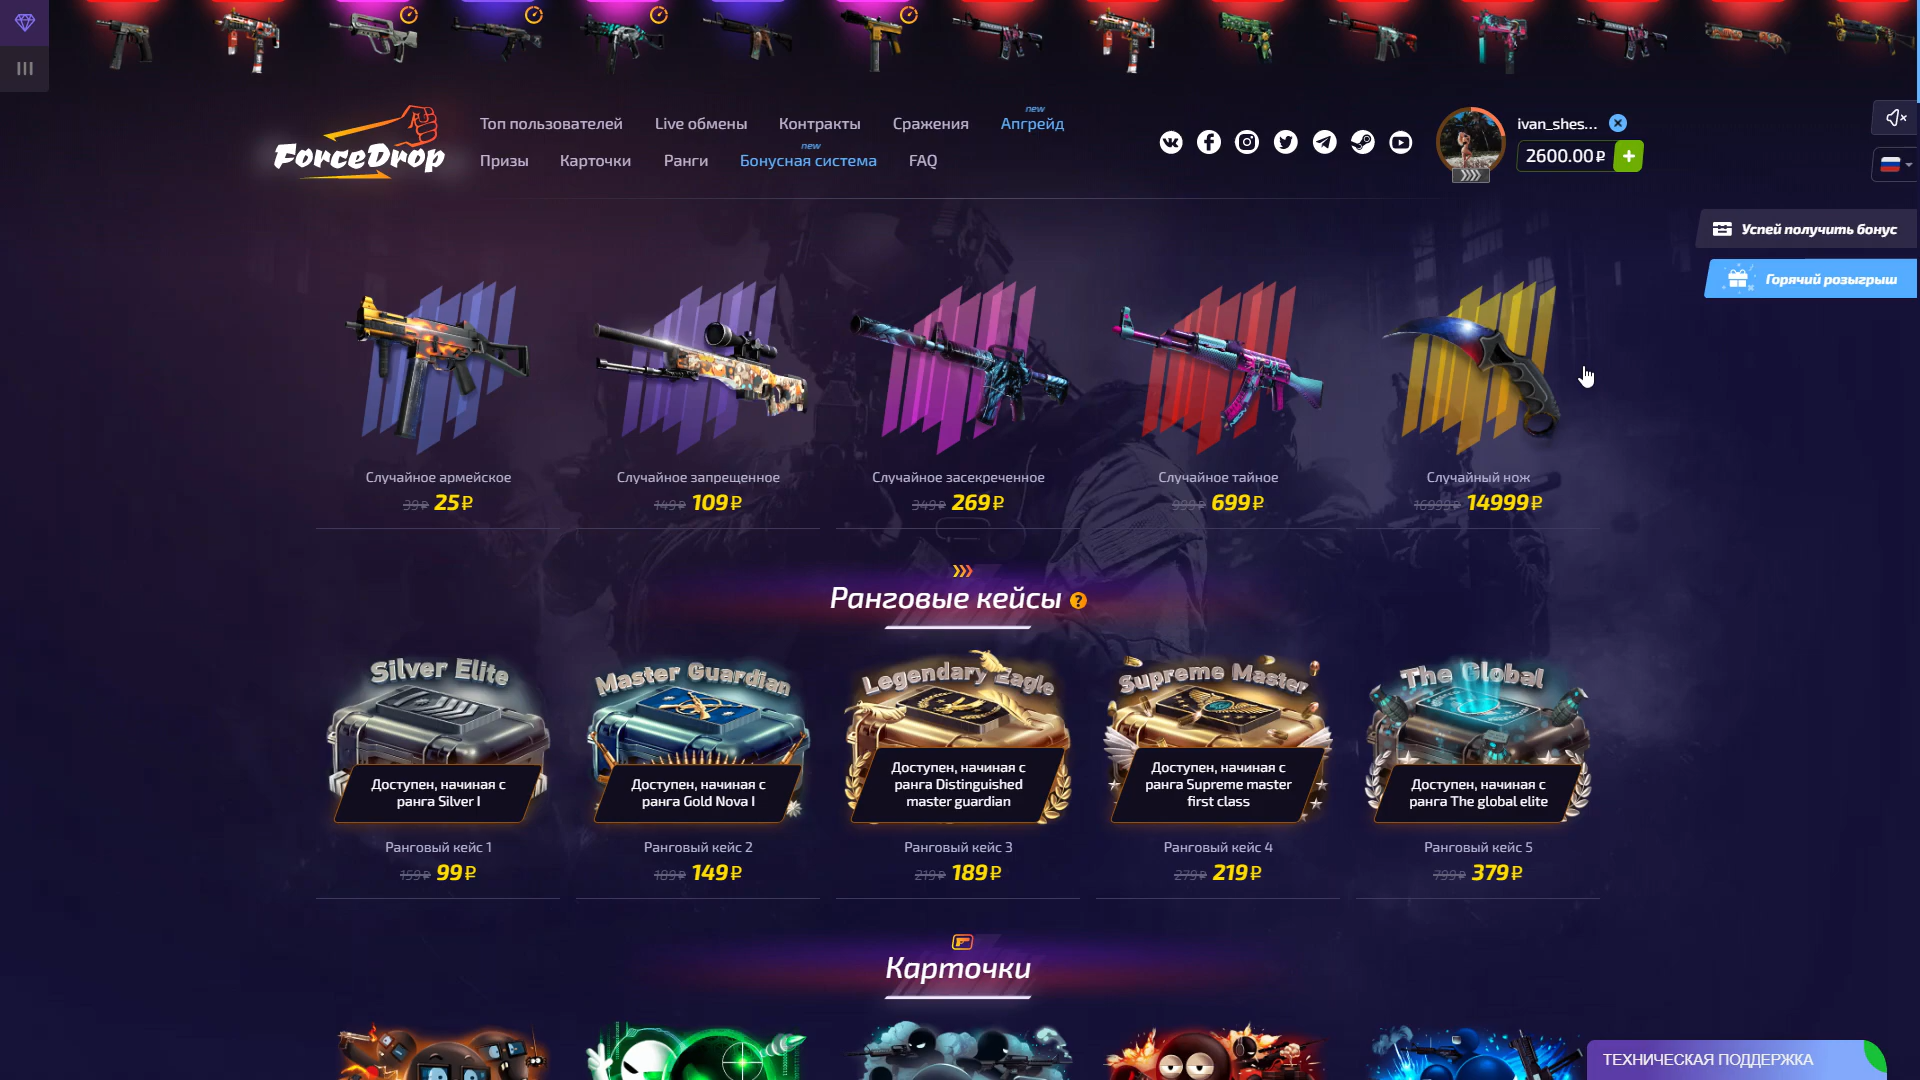 ForceDrop
Топ пользователей
Live обмены
Контракты
Сражения
new
Апгрейд
Призы
Карточки
Ранги
new
Бонусная система
FAQ
ivan_shes...
2600.00₽
Успей получить бонус
Горячий розыгрыш
Случайное армейское
39₽ 25₽
Случайное запрещенное
149₽ 109₽
Случайное засекреченное
349₽ 269₽
Случайное тайное
999₽ 699₽
Случайный нож
16999₽ 14999₽
Ранговые кейсы ?
Silver Elite
Доступен, начиная с
ранга Silver I
Ранговый кейс 1
159₽ 99₽
Master Guardian
Доступен, начиная с
ранга Gold Nova I
Ранговый кейс 2
189₽ 149₽
Legendary Eagle
Доступен, начиная с
ранга Distinguished
master guardian
Ранговый кейс 3
219₽ 189₽
Supreme Master
Доступен, начиная с
ранга Supreme master
first class
Ранговый кейс 4
279₽ 219₽
The Global
Доступен, начиная с
ранга The global elite
Ранговый кейс 5
799₽ 379₽
Карточки
ТЕХНИЧЕСКАЯ ПОДДЕРЖКА